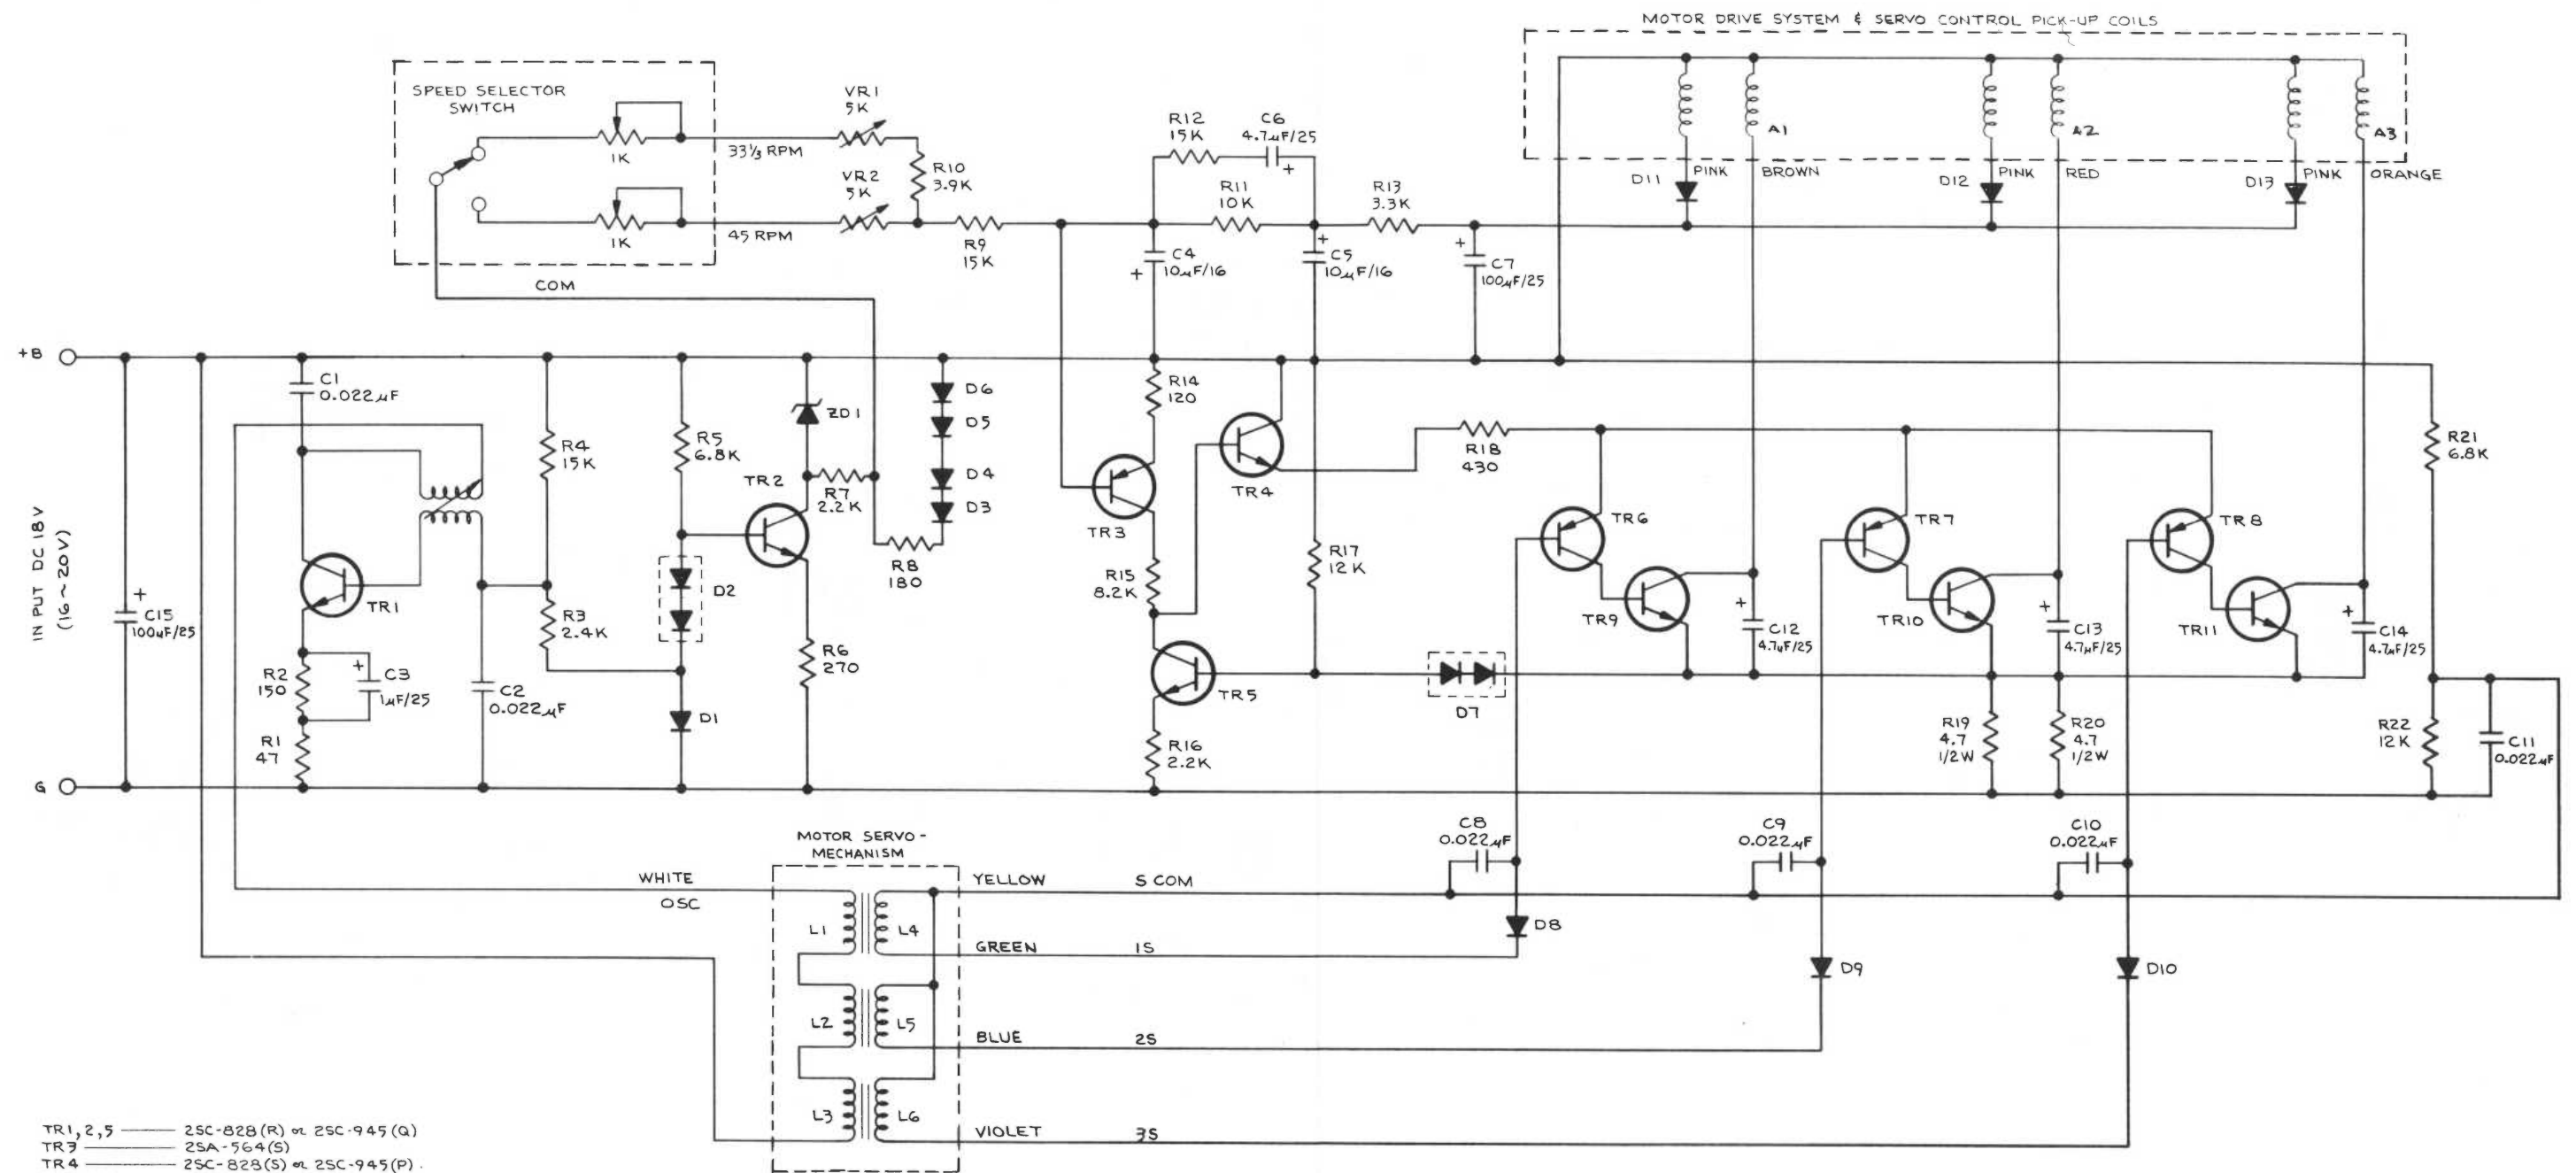 MOTOR DRIVE SYSTEM & SERVO CONTROL PICK-UP COILS
SPEED SELECTOR
SWITCH
1K
33⅓ RPM
1K
45 RPM
COM
VR1
5K
VR2
5K
R10
3.9K
R9
15K
R12
15K
C6
4.7µF/25
+
R11
10K
R13
3.3K
C4
10µF/16
+
+
C5
10µF/16
+
C7
100µF/25
A1
A2
A3
D11
PINK
BROWN
D12
PINK
RED
D13
PINK
ORANGE
+B
INPUT DC 18V
(16~20V)
G
+
C15
100µF/25
C1
0.022µF
TR1
R2
150
+
C3
1µF/25
R1
47
C2
0.022µF
R4
15K
R3
2.4K
R5
6.8K
D2
D1
TR2
ZD1
R7
2.2K
R6
270
R8
180
D6
D5
D4
D3
R14
120
TR3
TR4
R15
8.2K
TR5
R16
2.2K
R17
12K
R18
430
D7
TR6
TR9
+
C12
4.7µF/25
TR7
TR10
+
C13
4.7µF/25
TR8
TR11
+
C14
4.7µF/25
R19
4.7
1/2W
R20
4.7
1/2W
R21
6.8K
R22
12K
C11
0.022µF
C8
0.022µF
C9
0.022µF
C10
0.022µF
D8
D9
D10
MOTOR SERVO-
MECHANISM
WHITE
OSC
L1
L4
L2
L5
L3
L6
YELLOW S COM
GREEN 1S
BLUE 2S
VIOLET 3S
TR1,2,5 —— 2SC-828(R) or 2SC-945(Q)
TR3 —— 2SA-564(S)
TR4 —— 2SC-828(S) or 2SC-945(P).